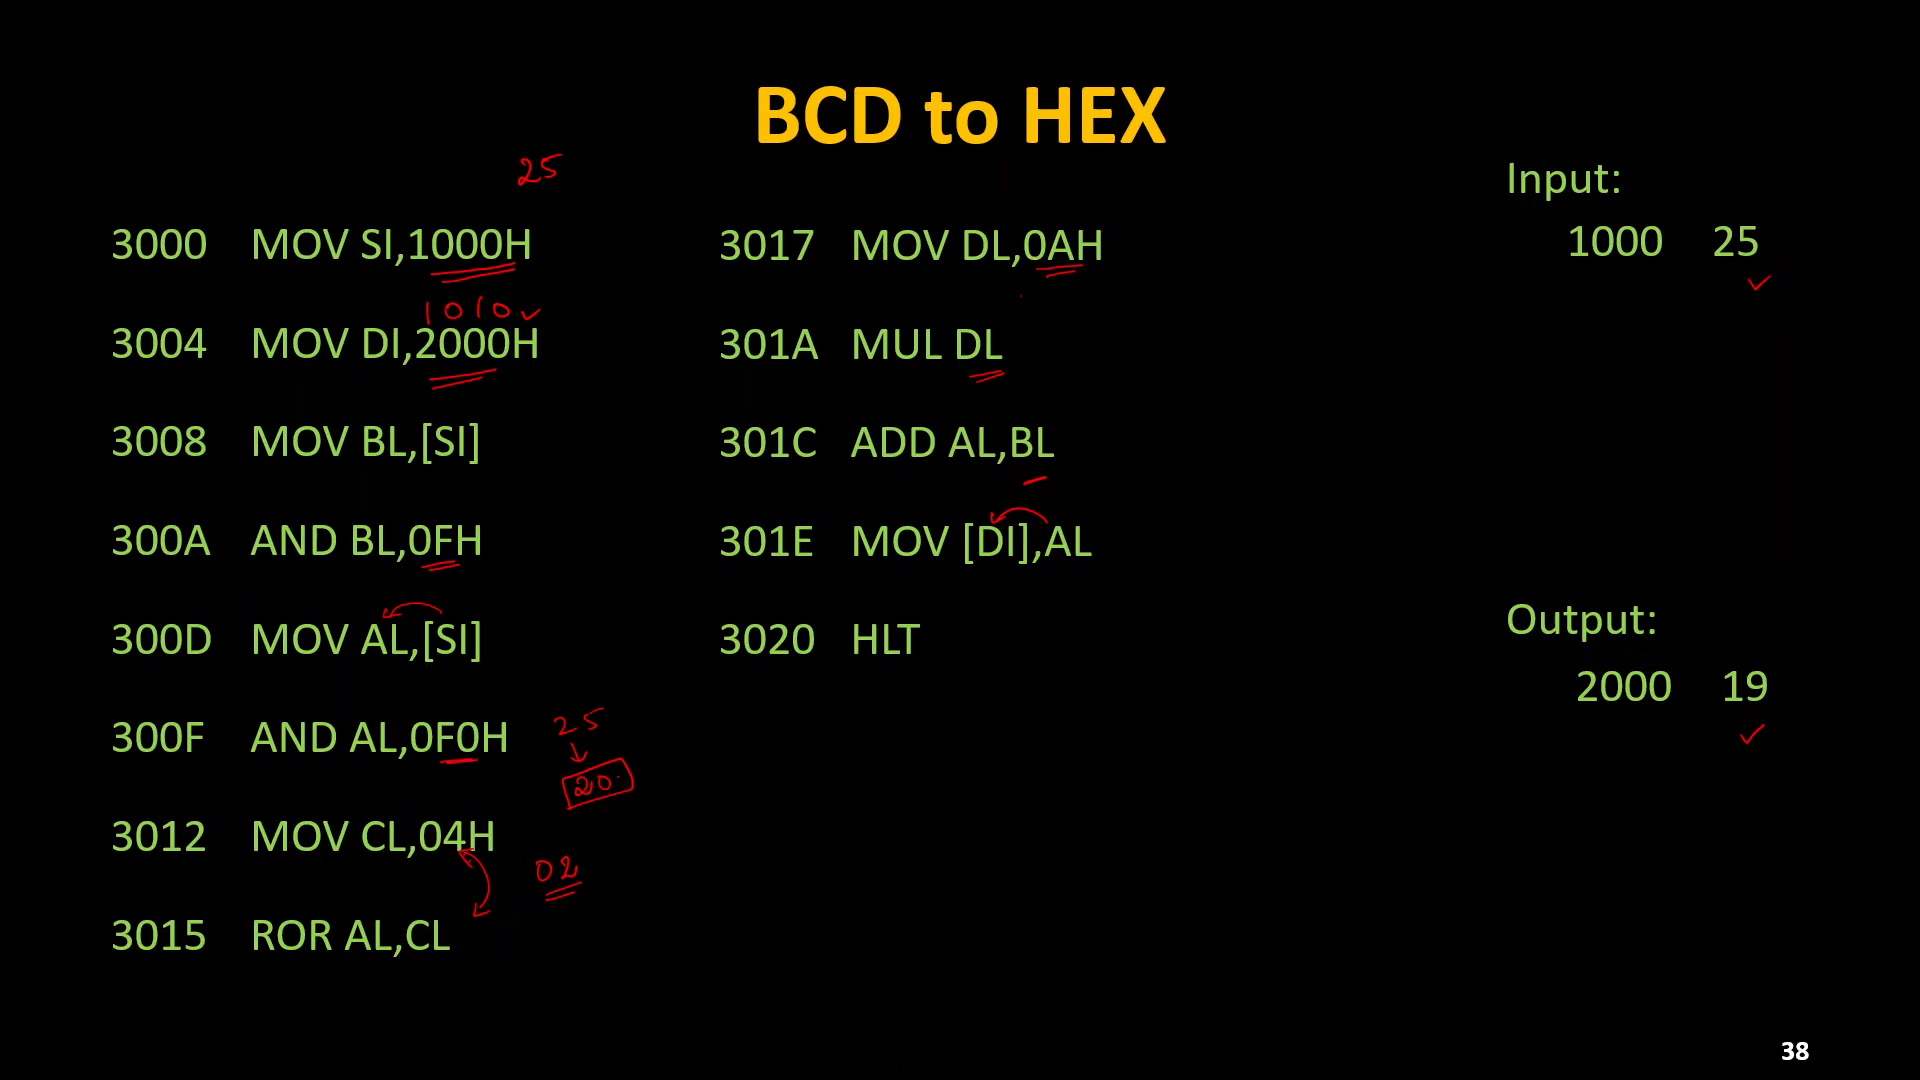 BCD to HEX
25
3000 MOV SI,1000H
1010
3004 MOV DI,2000H
3008 MOV BL,[SI]
300A AND BL,0FH
300D MOV AL,[SI]
300F AND AL,0F0H
25
20
3012 MOV CL,04H
02
3015 ROR AL,CL
3017 MOV DL,0AH
301A MUL DL
301C ADD AL,BL
301E MOV [DI],AL
3020 HLT
Input:
1000 25
Output:
2000 19
38